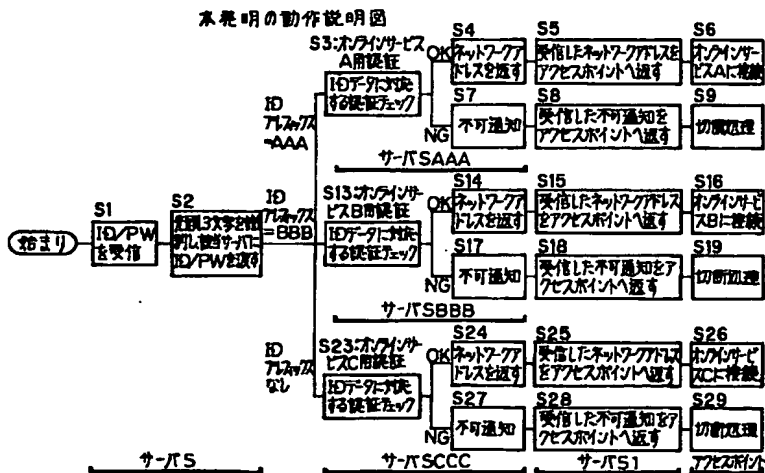 本発明の動作説明図
始まり
S1
ID/PW
を受信
S2
先頭3文字を検
別し該当サーバに
ID/PWを渡す
ID
プレフィックス
=AAA
S3:オンラインサービス
A用認証
IDデータに対応
する認証チェック
OK
NG
S4
ネットワークア
ドレスを返す
S5
受信したネットワークアドレスを
アクセスポイントへ返す
S6
オンラインサー
ビスAに接続
S7
不可通知
S8
受信した不可通知を
アクセスポイントへ返す
S9
切断処理
サーバSAAA
ID
プレフィックス
=BBB
S13:オンラインサー
ビスB用認証
IDデータに対応
する認証チェック
OK
NG
S14
ネットワークア
ドレスを返す
S15
受信したネットワークアドレス
をアクセスポイントへ返す
S16
オンラインサー
ビスBに接続
S17
不可通知
S18
受信した不可通知をア
クセスポイントへ返す
S19
切断処理
サーバSBBB
ID
プレフィックス
なし
S23:オンラインサー
ビスC用認証
IDデータに対応
する認証チェック
OK
NG
S24
ネットワークア
ドレスを返す
S25
受信したネットワークアドレス
をアクセスポイントへ返す
S26
オンラインサー
ビスCに接続
S27
不可通知
S28
受信した不可通知をア
クセスポイントへ返す
S29
切断処理
サーバS
サーバSCCC
サーバS1
アクセスポイント